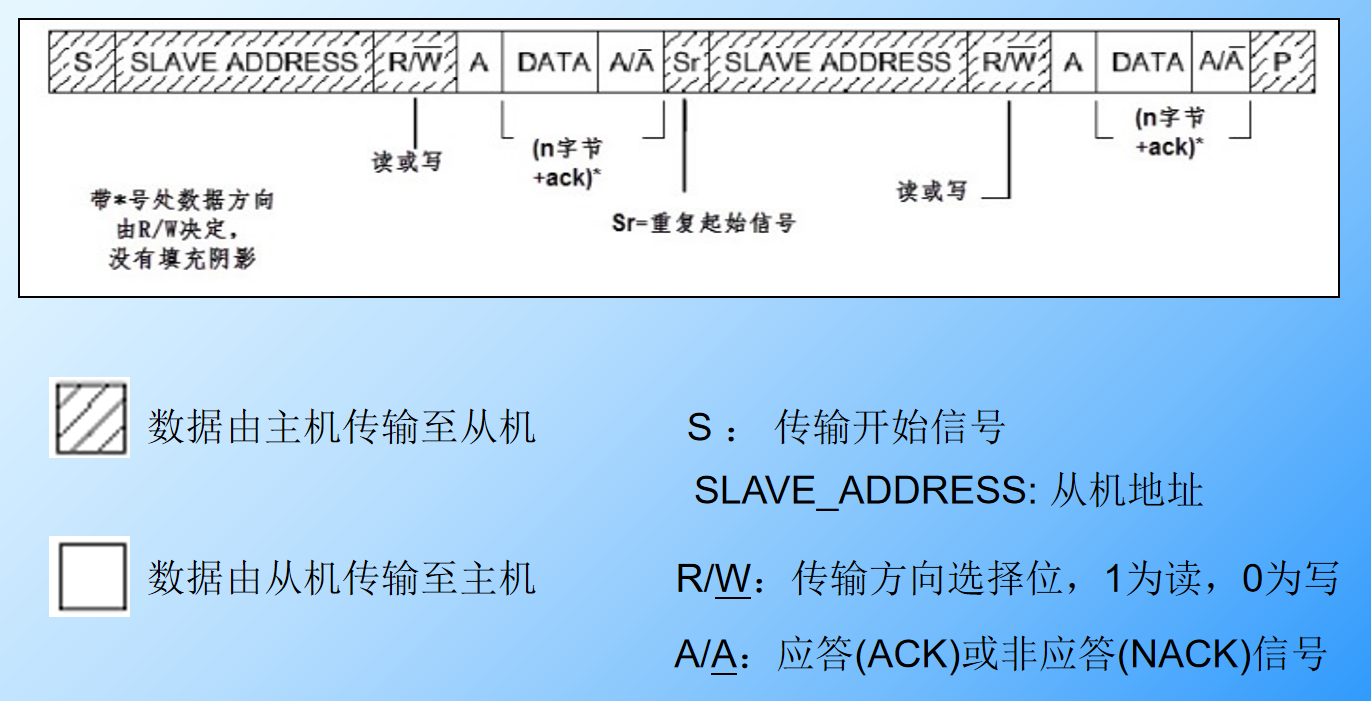 S SLAVE ADDRESS R/W̅ A DATA A/A̅ Sr SLAVE ADDRESS R/W̅ A DATA A/A̅ P
读或写
(n字节
+ack)*
Sr=重复起始信号
读或写
(n字节
+ack)*
带*号处数据方向
由R/W决定，
没有填充阴影
数据由主机传输至从机
S： 传输开始信号
SLAVE_ADDRESS: 从机地址
数据由从机传输至主机
R/W：传输方向选择位，1为读，0为写
A/A：应答(ACK)或非应答(NACK)信号